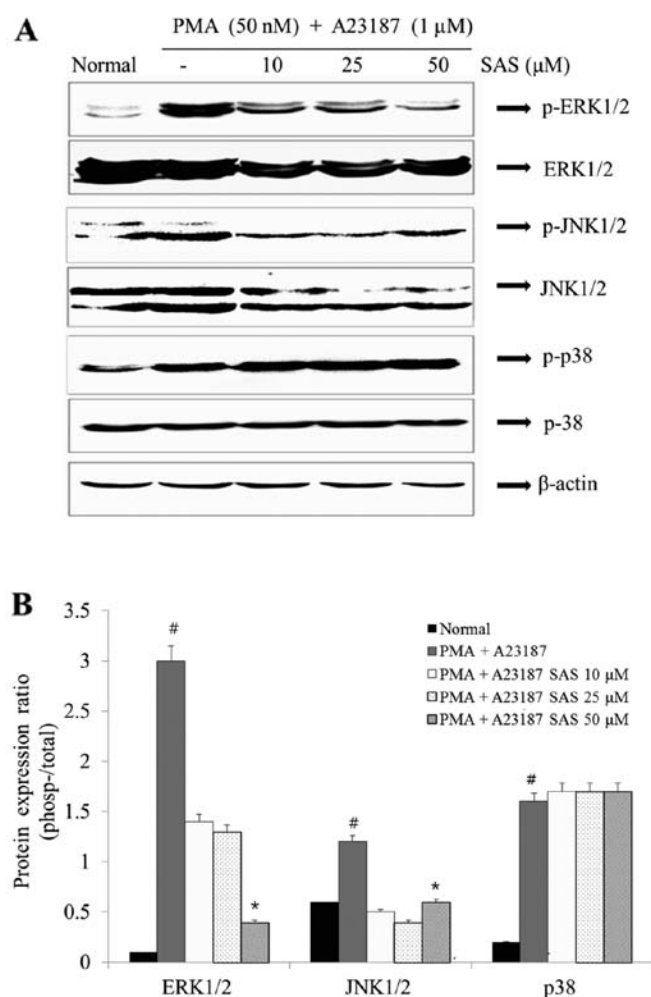 A
PMA (50 nM) + A23187 (1 µM)
Normal - 10 25 50 SAS (µM)
p-ERK1/2
ERK1/2
p-JNK1/2
JNK1/2
p-p38
p-38
β-actin
B
Protein expression ratio
(phosp-/total)
3.5
3
2.5
2
1.5
1
0.5
0
# # #
* *
Normal
PMA + A23187
PMA + A23187 SAS 10 µM
PMA + A23187 SAS 25 µM
PMA + A23187 SAS 50 µM
ERK1/2 JNK1/2 p38